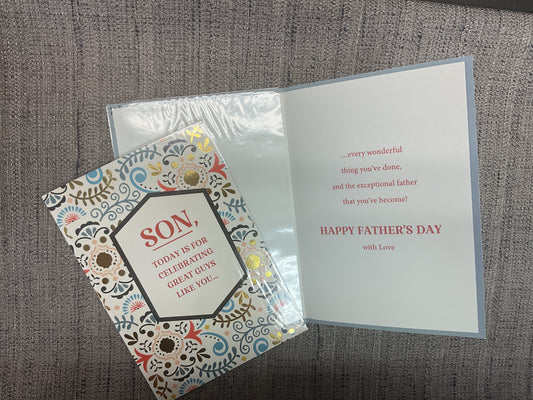 SON,
TODAY IS FOR
CELEBRATING
GREAT GUYS
LIKE YOU...
...every wonderful
thing you've done,
and the exceptional father
that you've become!
HAPPY FATHER'S DAY
with Love